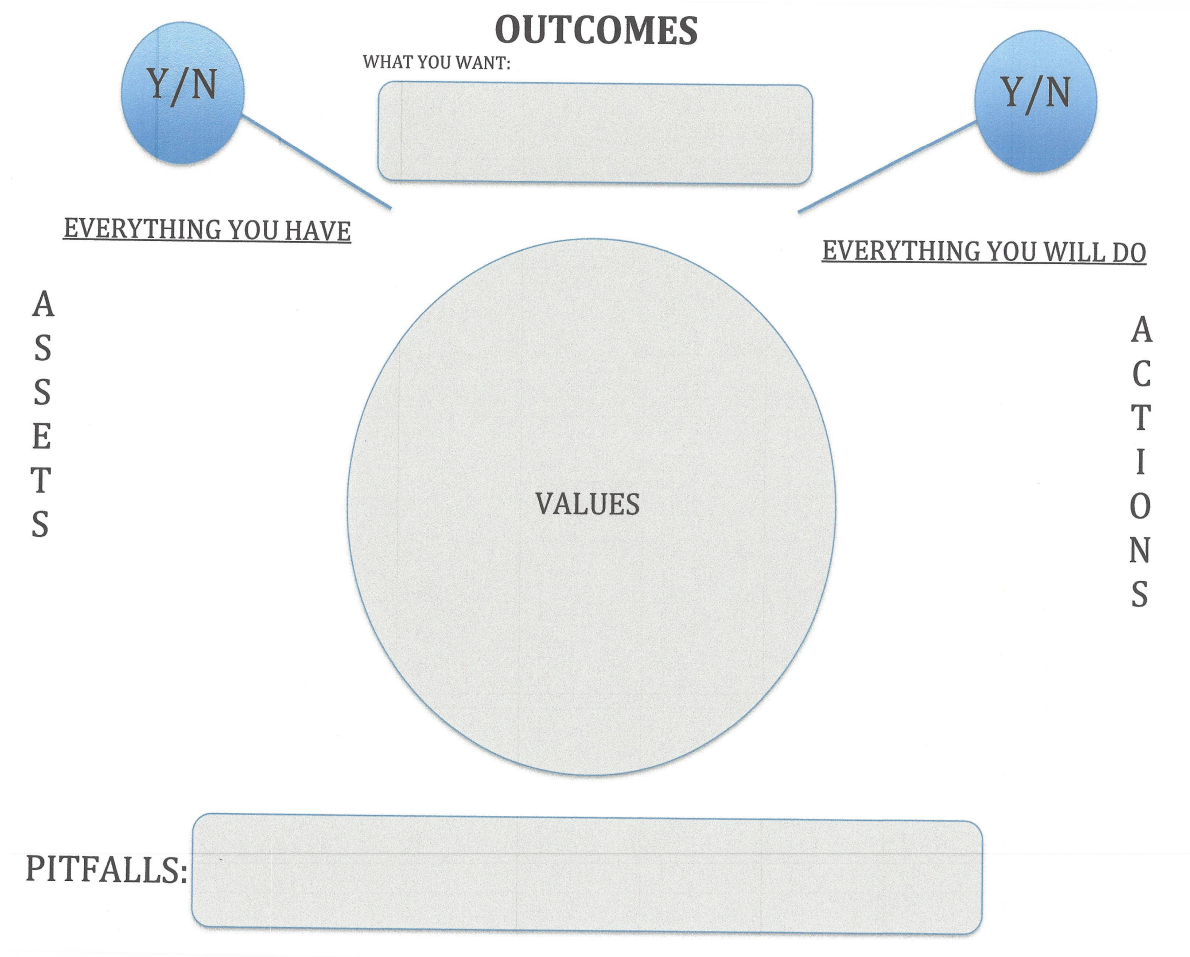 OUTCOMES
WHAT YOU WANT:
Y/N
Y/N
EVERYTHING YOU HAVE
EVERYTHING YOU WILL DO
A
S
S
E
T
S
VALUES
A
C
T
I
O
N
S
PITFALLS: